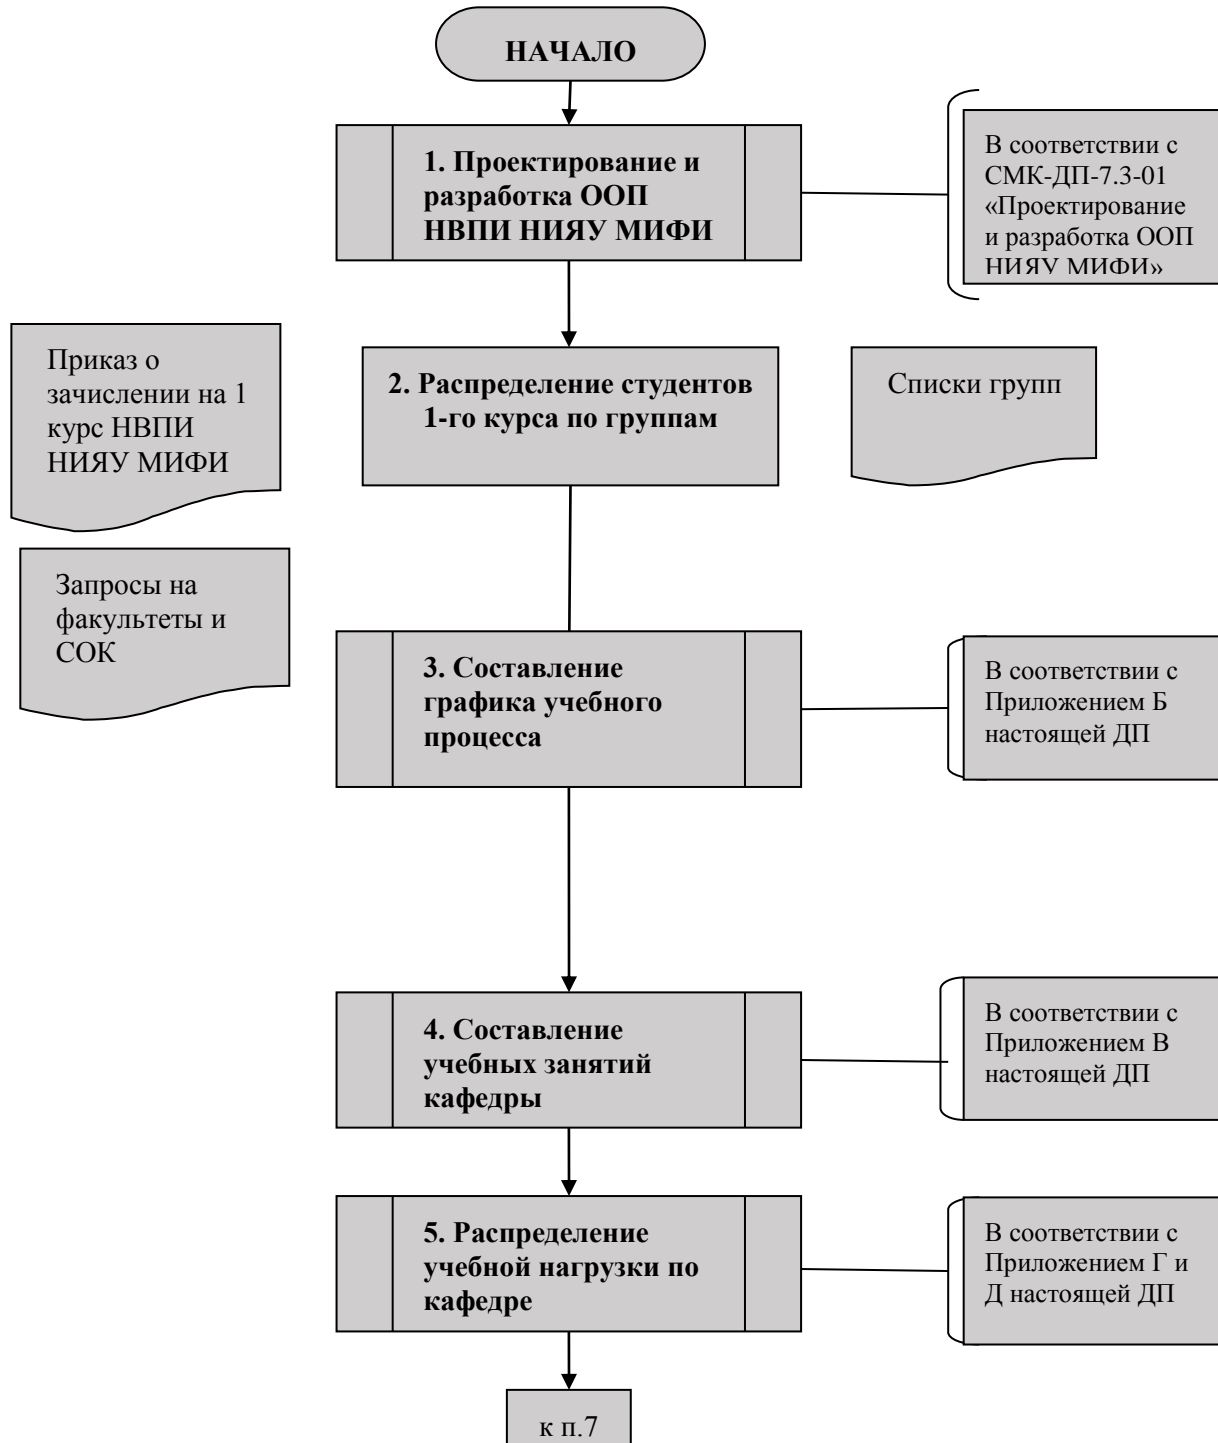 НАЧАЛО
1. Проектирование и
разработка ООП
НВПИ НИЯУ МИФИ
В соответствии с
СМК-ДП-7.3-01
«Проектирование
и разработка ООП
НИЯУ МИФИ»
Приказ о
зачислении на 1
курс НВПИ
НИЯУ МИФИ
2. Распределение студентов
1-го курса по группам
Списки групп
Запросы на
факультеты и
СОК
3. Составление
графика учебного
процесса
В соответствии с
Приложением Б
настоящей ДП
4. Составление
учебных занятий
кафедры
В соответствии с
Приложением В
настоящей ДП
5. Распределение
учебной нагрузки по
кафедре
В соответствии с
Приложением Г и
Д настоящей ДП
к п.7